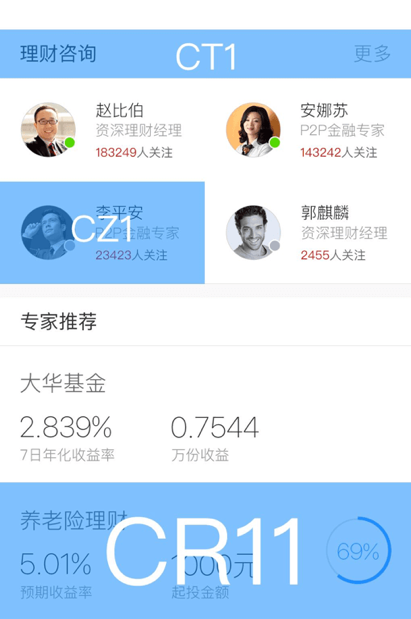 理财咨询
CT1
更多
赵比伯
资深理财经理
183249人关注
安娜苏
P2P金融专家
143242人关注
李平安
CZ1
P2P金融专家
23423人关注
郭麒麟
资深理财经理
2455人关注
专家推荐
大华基金
2.839%
0.7544
7日年化收益率
万份收益
养老险理财
CR11
5.01%
1000元
69%
预期收益率
起投金额